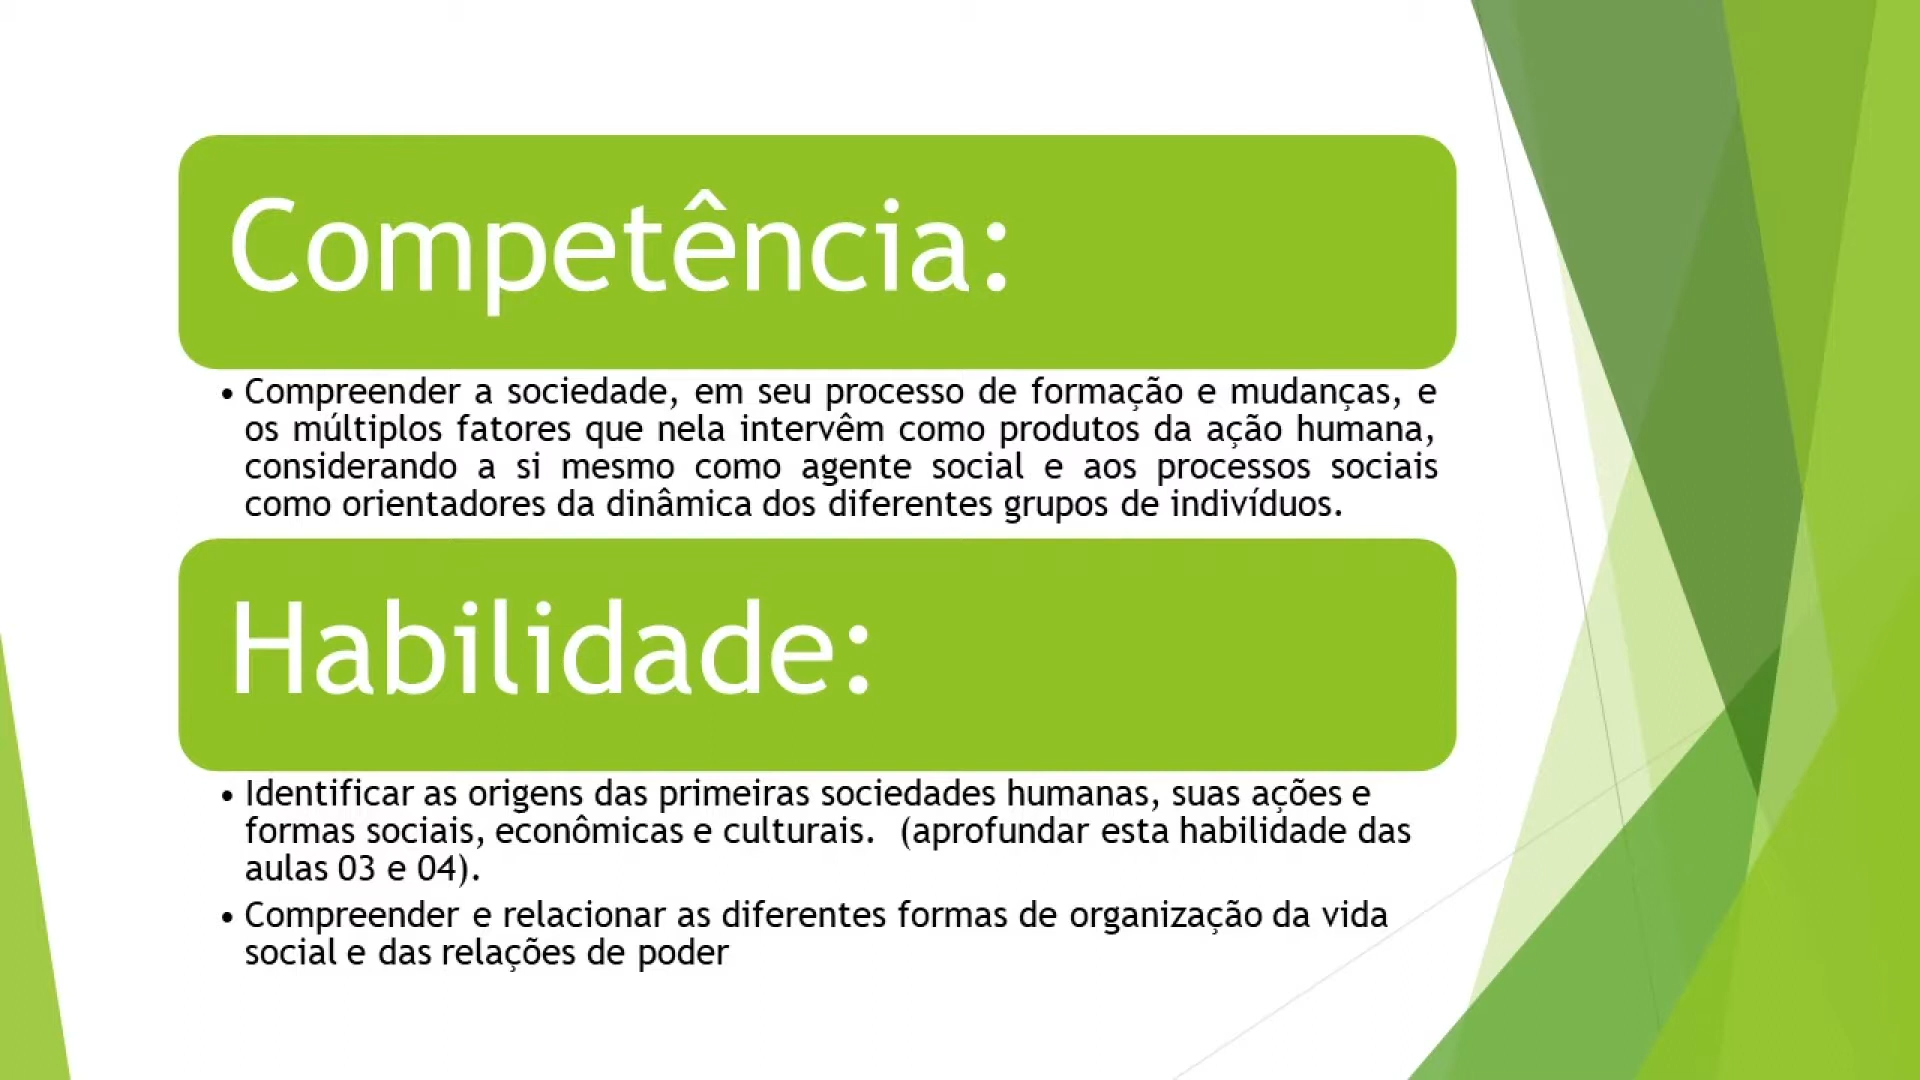 Competência:
• Compreender a sociedade, em seu processo de formação e mudanças, e
os múltiplos fatores que nela intervêm como produtos da ação humana,
considerando a si mesmo como agente social e aos processos sociais
como orientadores da dinâmica dos diferentes grupos de indivíduos.
Habilidade:
• Identificar as origens das primeiras sociedades humanas, suas ações e
formas sociais, econômicas e culturais. (aprofundar esta habilidade das
aulas 03 e 04).
• Compreender e relacionar as diferentes formas de organização da vida
social e das relações de poder